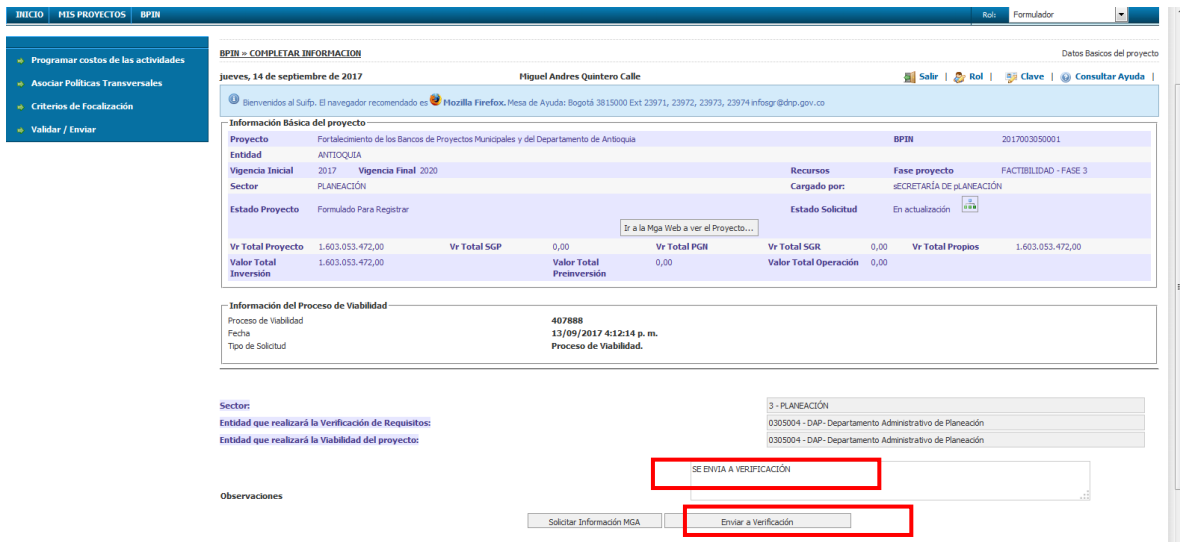 INICIO MIS PROYECTOS BPIN Rol: Formulador
Programar costos de las actividades
Asociar Políticas Transversales
Criterios de Focalización
Validar / Enviar
BPIN » COMPLETAR INFORMACION Datos Basicos del proyecto
jueves, 14 de septiembre de 2017 Miguel Andres Quintero Calle Salir | Rol | Clave | Consultar Ayuda |
Bienvenidos al Suifp. El navegador recomendado es Mozilla Firefox. Mesa de Ayuda: Bogotá 3815000 Ext 23971, 23972, 23973, 23974 infosgr@dnp.gov.co
Información Básica del proyecto
Proyecto Fortalecimiento de los Bancos de Proyectos Municipales y del Departamento de Antioquia BPIN 2017003050001
Entidad ANTIOQUIA
Vigencia Inicial 2017 Vigencia Final 2020 Recursos Fase proyecto FACTIBILIDAD - FASE 3
Sector PLANEACIÓN Cargado por: sECRETARÍA DE pLANEACIÓN
Estado Proyecto Formulado Para Registrar Estado Solicitud En actualización
Ir a la Mga Web a ver el Proyecto...
Vr Total Proyecto 1.603.053.472,00 Vr Total SGP 0,00 Vr Total PGN Vr Total SGR 0,00 Vr Total Propios 1.603.053.472,00
Valor Total Inversión 1.603.053.472,00 Valor Total Preinversión 0,00 Valor Total Operación 0,00
Información del Proceso de Viabilidad
Proceso de Viabilidad 407888
Fecha 13/09/2017 4:12:14 p. m.
Tipo de Solicitud Proceso de Viabilidad.
Sector: 3 - PLANEACIÓN
Entidad que realizará la Verificación de Requisitos: 0305004 - DAP- Departamento Administrativo de Planeación
Entidad que realizará la Viabilidad del proyecto: 0305004 - DAP- Departamento Administrativo de Planeación
SE ENVIA A VERIFICACIÓN
Observaciones
Solicitar Información MGA Enviar a Verificación